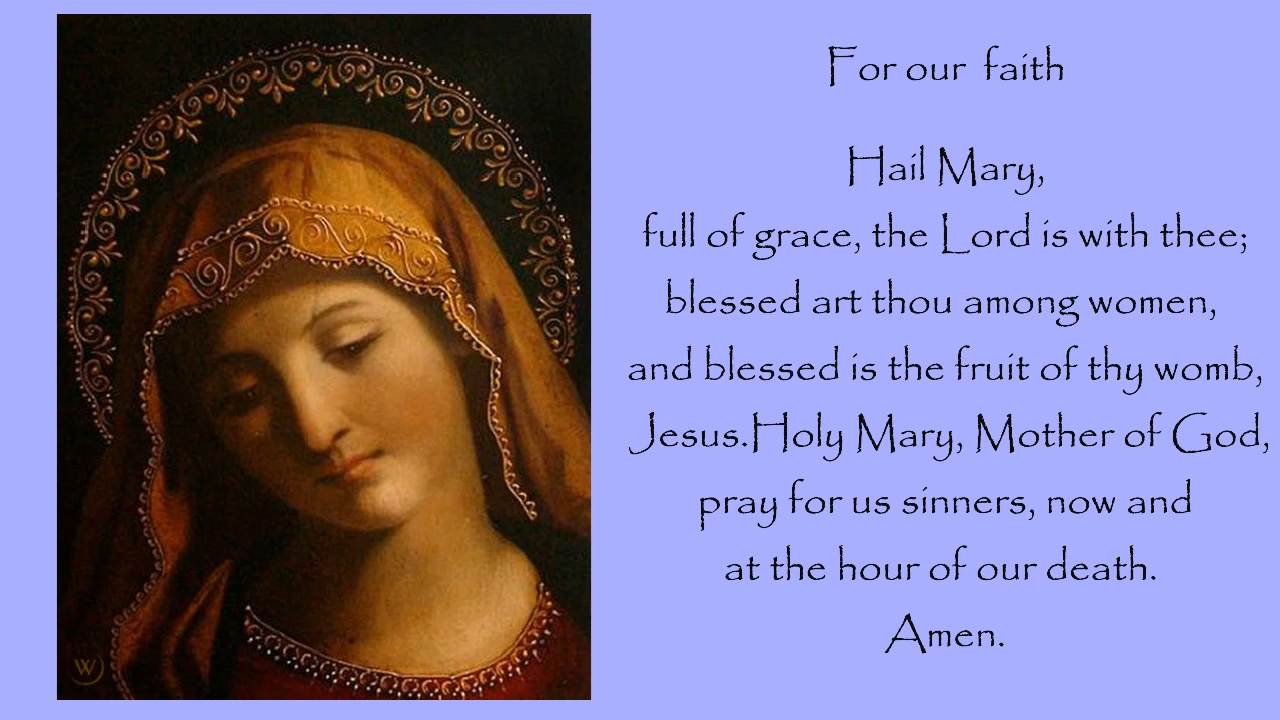 For our faith
Hail Mary,
full of grace, the Lord is with thee;
blessed art thou among women,
and blessed is the fruit of thy womb,
Jesus.Holy Mary, Mother of God,
pray for us sinners, now and
at the hour of our death.
Amen.
W